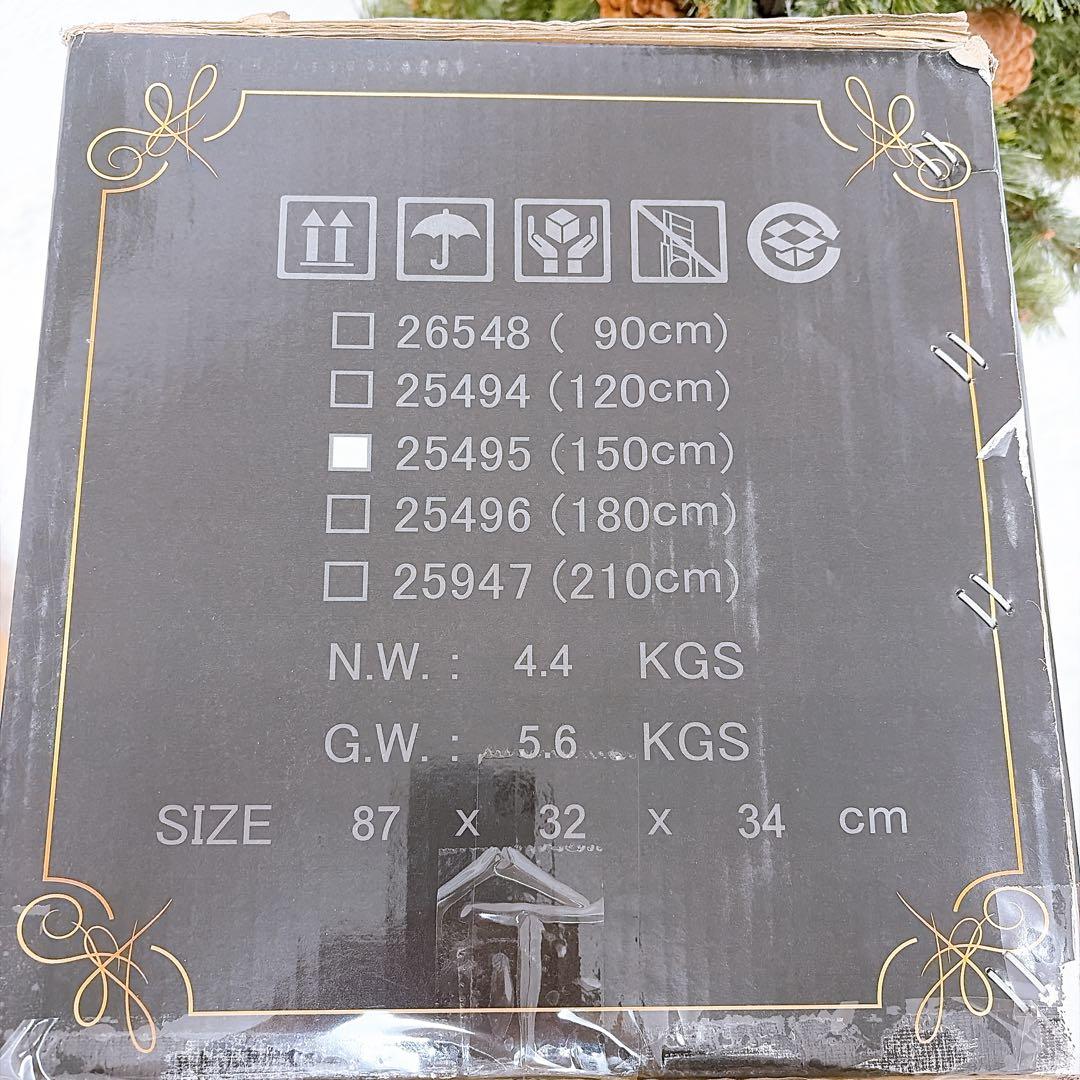 26548 ( 90cm)
25494 (120cm)
25495 (150cm)
25496 (180cm)
25947 (210cm)
N.W. : 4.4 KGS
G.W. : 5.6 KGS
SIZE 87 x 32 x 34 cm